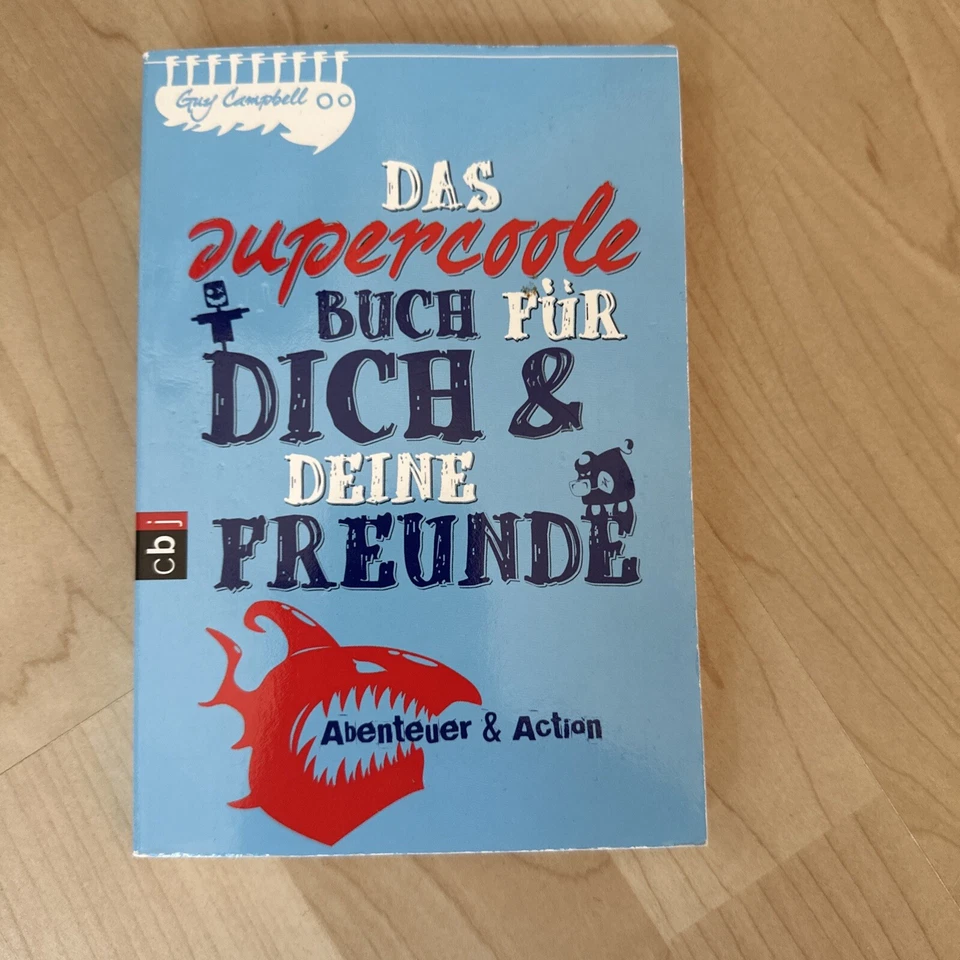 Guy Campbell
DAS
supercoole
BUCH FÜR
DICH &
DEINE
FREUNDE
cbj
Abenteuer & Action